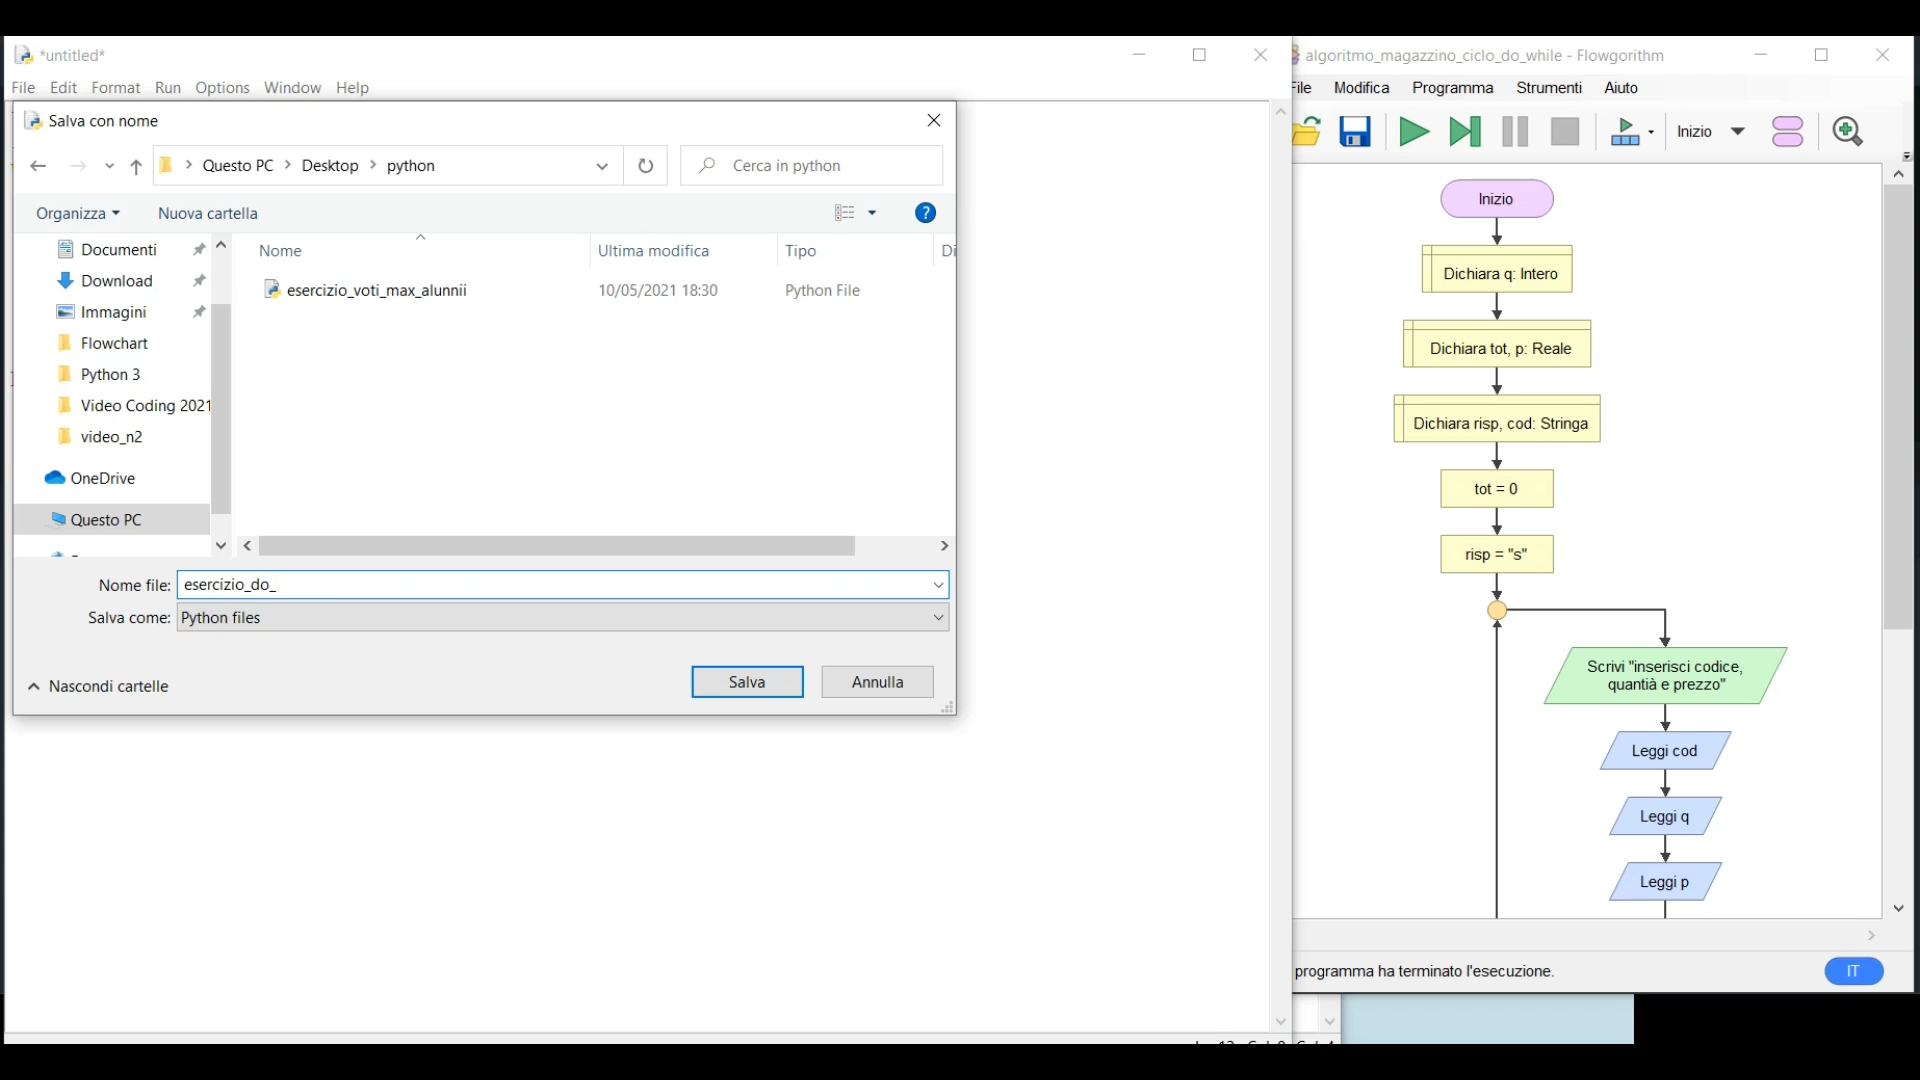 *untitled*
File Edit Format Run Options Window Help
Salva con nome
Questo PC > Desktop > python
Cerca in python
Organizza Nuova cartella
?
Nome Ultima modifica Tipo Di
esercizio_voti_max_alunnii 10/05/2021 18:30 Python File
Documenti
Download
Immagini
Flowchart
Python 3
Video Coding 2021
video_n2
OneDrive
Questo PC
Nome file: esercizio_do_
Salva come: Python files
Nascondi cartelle
Salva Annulla
algoritmo_magazzino_ciclo_do_while - Flowgorithm
File Modifica Programma Strumenti Aiuto
Inizio
Inizio
Dichiara q: Intero
Dichiara tot, p: Reale
Dichiara risp, cod: Stringa
tot = 0
risp = "s"
Scrivi "inserisci codice,
quantià e prezzo"
Leggi cod
Leggi q
Leggi p
programma ha terminato l'esecuzione.
IT